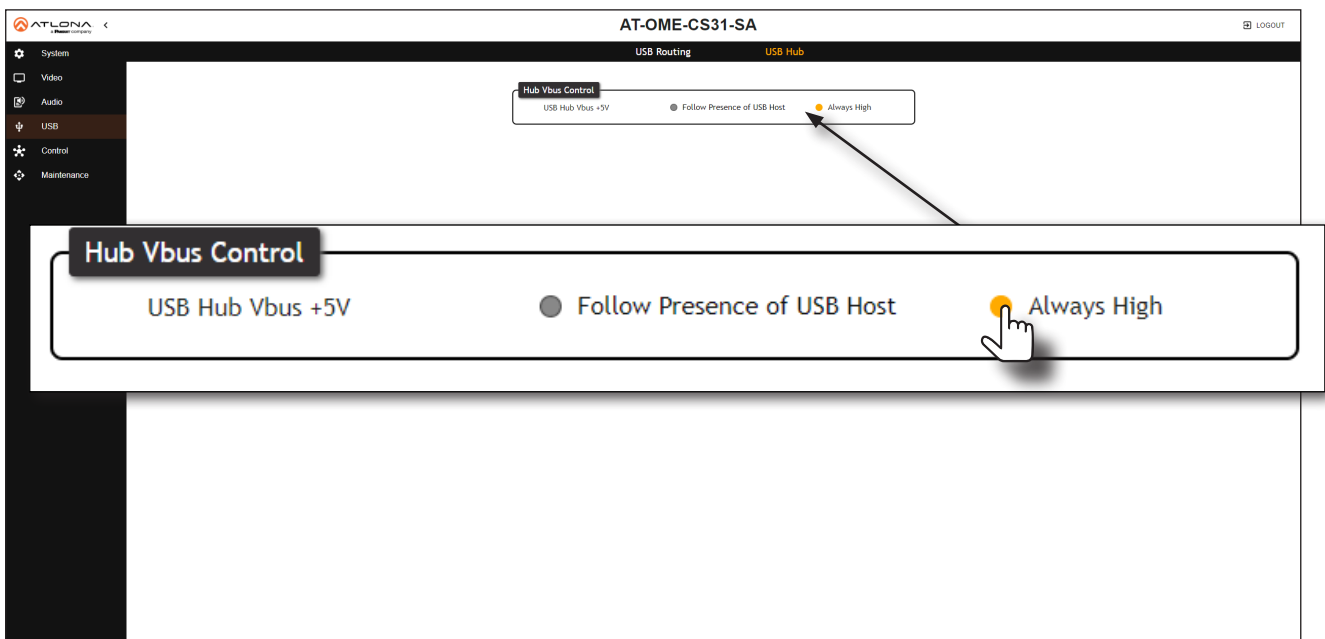 ATLONA
a Panduit company
<
AT-OME-CS31-SA
LOGOUT
System
USB Routing
USB Hub
Video
Audio
USB
Control
Maintenance
Hub Vbus Control
USB Hub Vbus +5V
Follow Presence of USB Host
Always High
Hub Vbus Control
USB Hub Vbus +5V
Follow Presence of USB Host
Always High